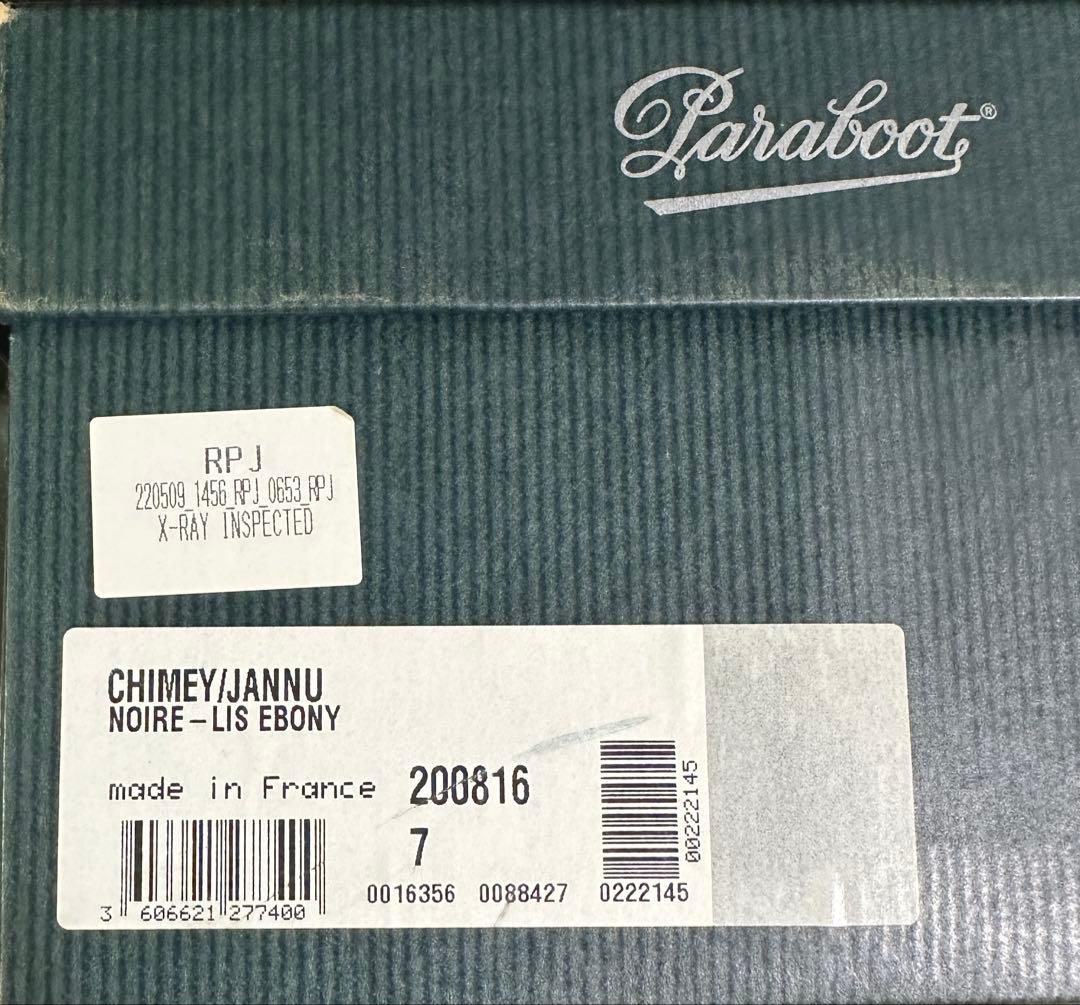 Paraboot®
RPJ
220509_1456_RPJ_0653_RPJ
X-RAY INSPECTED
CHIMEY/JANNU
NOIRE-LIS EBONY
made in France
200816
7
00222145
0016356 0088427 0222145
3 606621 277400